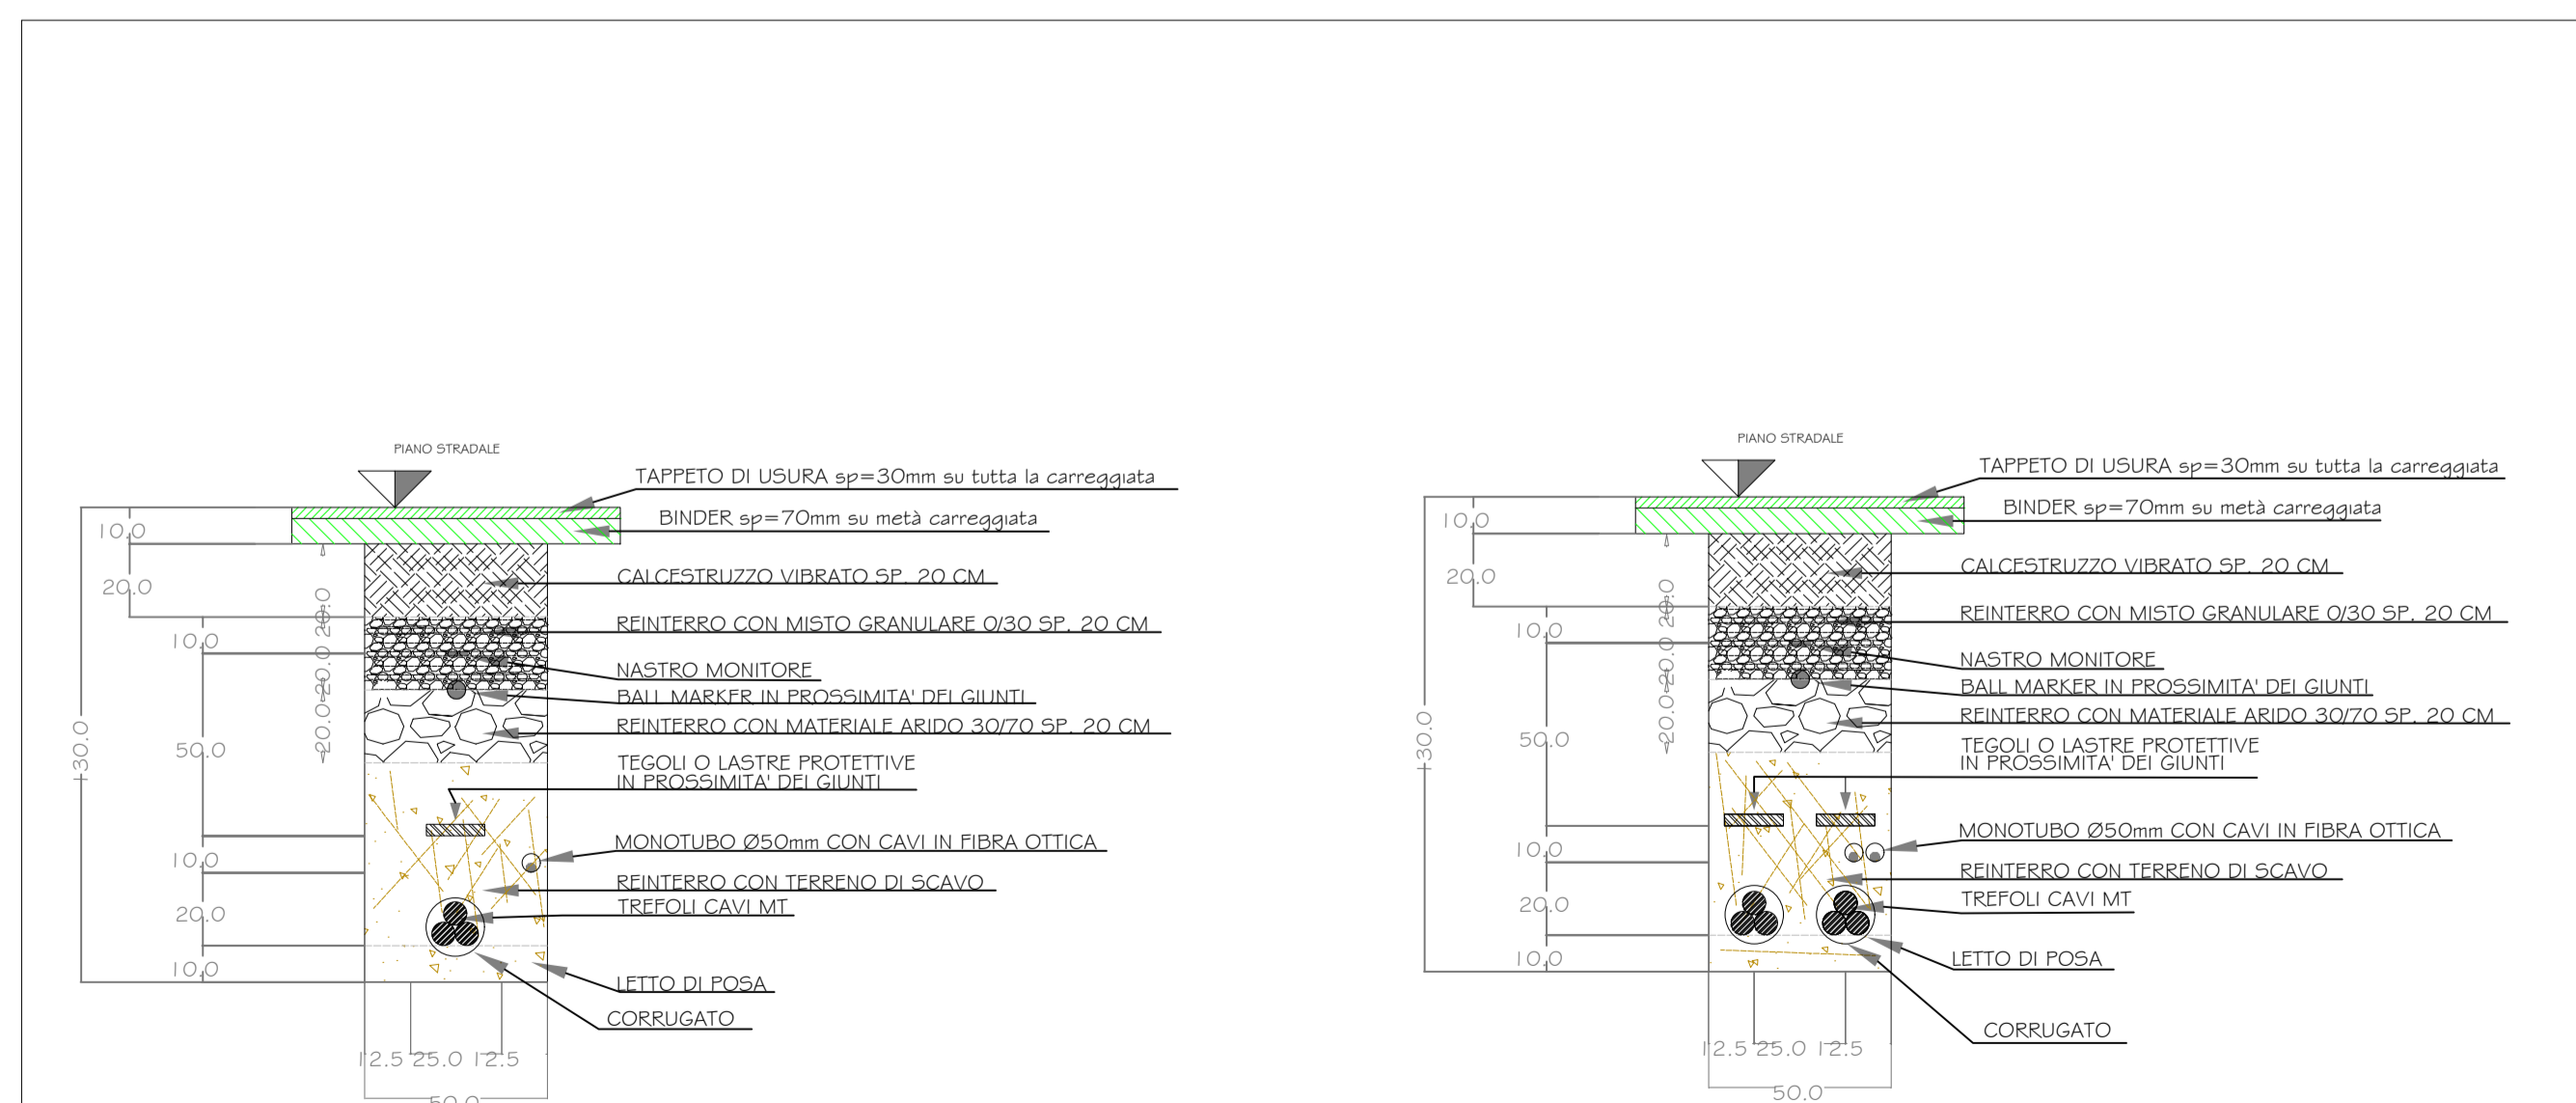 PIANO STRADALE
TAPPETO DI USURA sp=30mm su tutta la carreggiata
BINDER sp=70mm su metà carreggiata
CALCESTRUZZO VIBRATO SP. 20 CM
REINTERRO CON MISTO GRANULARE 0/30 SP. 20 CM
NASTRO MONITORE
BALL MARKER IN PROSSIMITA' DEI GIUNTI
REINTERRO CON MATERIALE ARIDO 30/70 SP. 20 CM
TEGOLI O LASTRE PROTETTIVE
IN PROSSIMITA' DEI GIUNTI
MONOTUBO Ø50mm CON CAVI IN FIBRA OTTICA
REINTERRO CON TERRENO DI SCAVO
TREFOLI CAVI MT
LETTO DI POSA
CORRUGATO
10.0
20.0
10.0
50.0
10.0
20.0
10.0
130.0
20.0
20.0
20.0
12.5 25.0 12.5
50.0
PIANO STRADALE
TAPPETO DI USURA sp=30mm su tutta la carreggiata
BINDER sp=70mm su metà carreggiata
CALCESTRUZZO VIBRATO SP. 20 CM
REINTERRO CON MISTO GRANULARE 0/30 SP. 20 CM
NASTRO MONITORE
BALL MARKER IN PROSSIMITA' DEI GIUNTI
REINTERRO CON MATERIALE ARIDO 30/70 SP. 20 CM
TEGOLI O LASTRE PROTETTIVE
IN PROSSIMITA' DEI GIUNTI
MONOTUBO Ø50mm CON CAVI IN FIBRA OTTICA
REINTERRO CON TERRENO DI SCAVO
TREFOLI CAVI MT
LETTO DI POSA
CORRUGATO
10.0
20.0
10.0
50.0
10.0
20.0
10.0
130.0
20.0
20.0
20.0
12.5 25.0 12.5
50.0